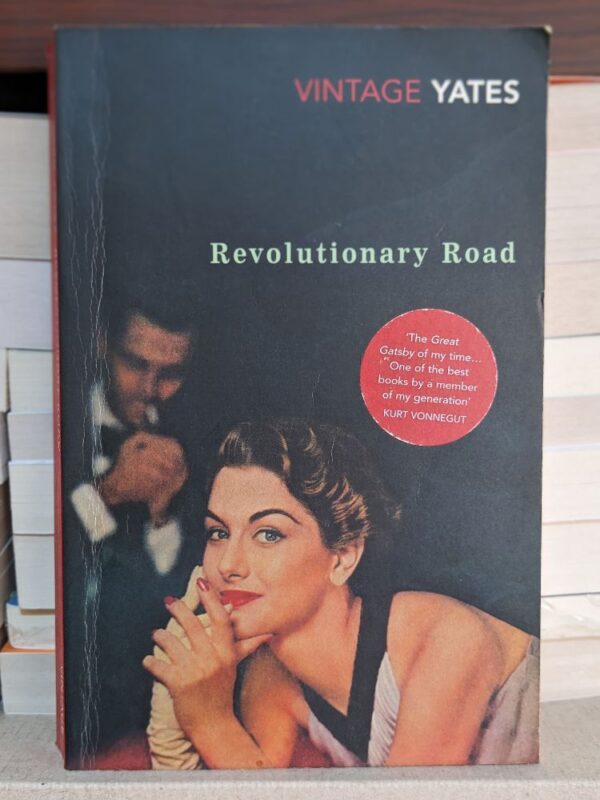 VINTAGE YATES
Revolutionary Road
'The Great
Gatsby of my time...
One of the best
books by a member
of my generation'
KURT VONNEGUT